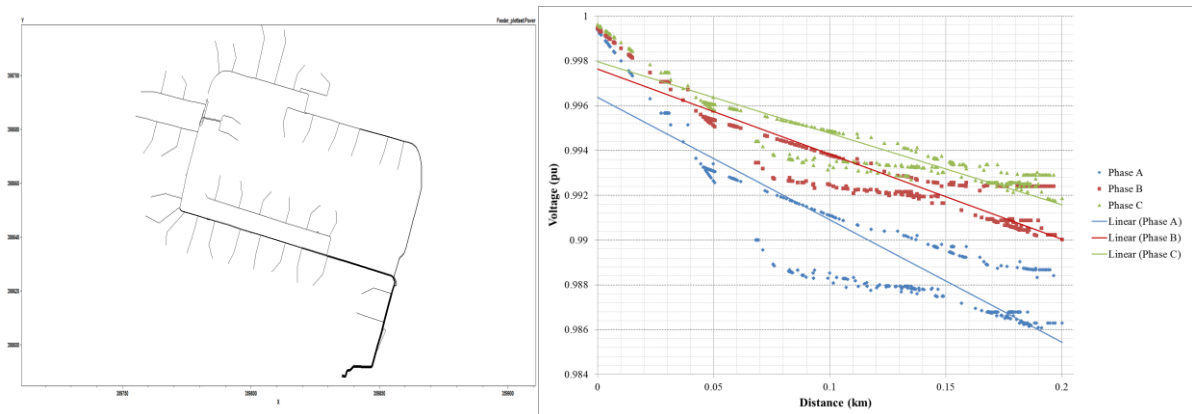 Y
Feeder_plotbset:Power
X
1
0.998
0.996
0.994
0.992
0.99
0.988
0.986
0.984
Voltage (pu)
0
0.05
0.1
0.15
0.2
Distance (km)
Phase A
Phase B
Phase C
Linear (Phase A)
Linear (Phase B)
Linear (Phase C)